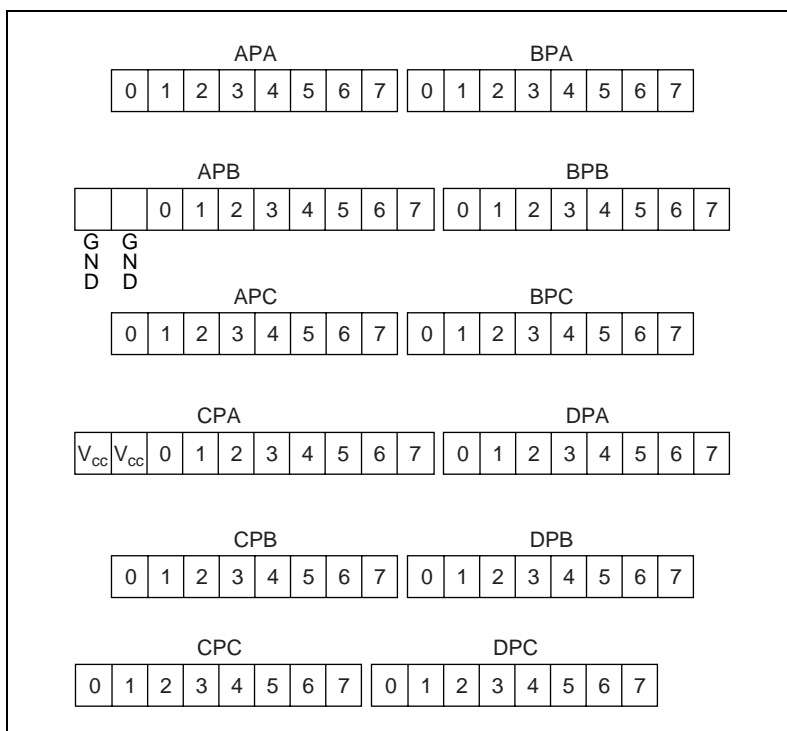 APA BPA
0 1 2 3 4 5 6 7 0 1 2 3 4 5 6 7
APB BPB
0 1 2 3 4 5 6 7 0 1 2 3 4 5 6 7
GND GND
APC BPC
0 1 2 3 4 5 6 7 0 1 2 3 4 5 6 7
CPA DPA
Vcc Vcc 0 1 2 3 4 5 6 7 0 1 2 3 4 5 6 7
CPB DPB
0 1 2 3 4 5 6 7 0 1 2 3 4 5 6 7
CPC DPC
0 1 2 3 4 5 6 7 0 1 2 3 4 5 6 7